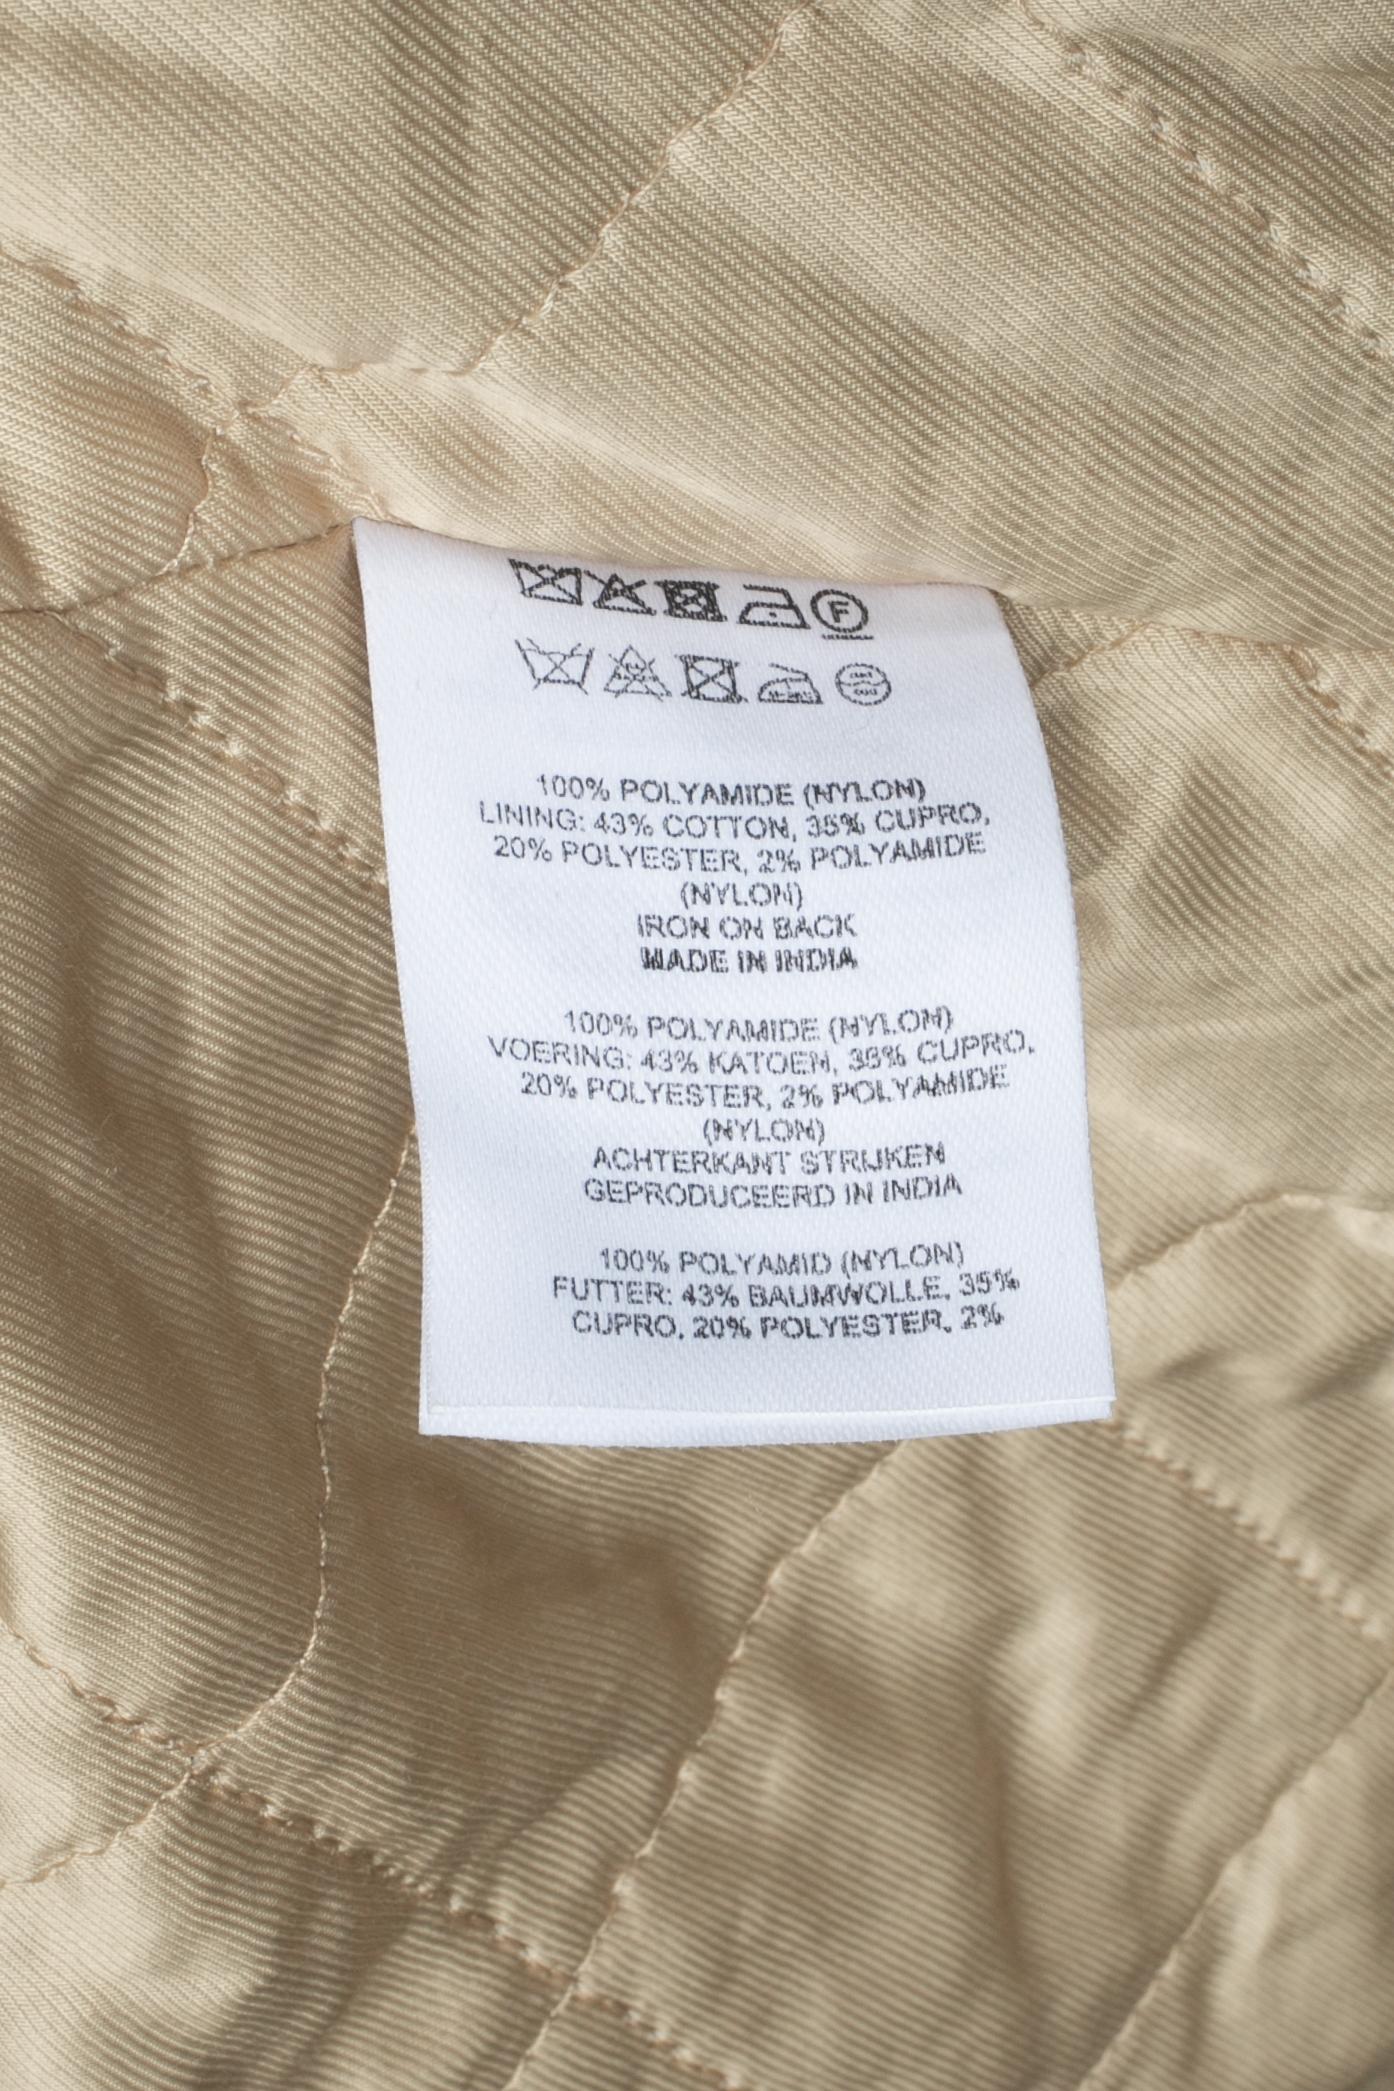 F
100% POLYAMIDE (NYLON)
LINING: 43% COTTON, 35% CUPRO,
20% POLYESTER, 2% POLYAMIDE
(NYLON)
IRON ON BACK
MADE IN INDIA
100% POLYAMIDE (NYLON)
VOERING: 43% KATOEN, 35% CUPRO,
20% POLYESTER, 2% POLYAMIDE
(NYLON)
ACHTERKANT STRIJKEN
GEPRODUCEERD IN INDIA
100% POLYAMID (NYLON)
FUTTER: 43% BAUMWOLLE, 35%
CUPRO, 20% POLYESTER, 2%